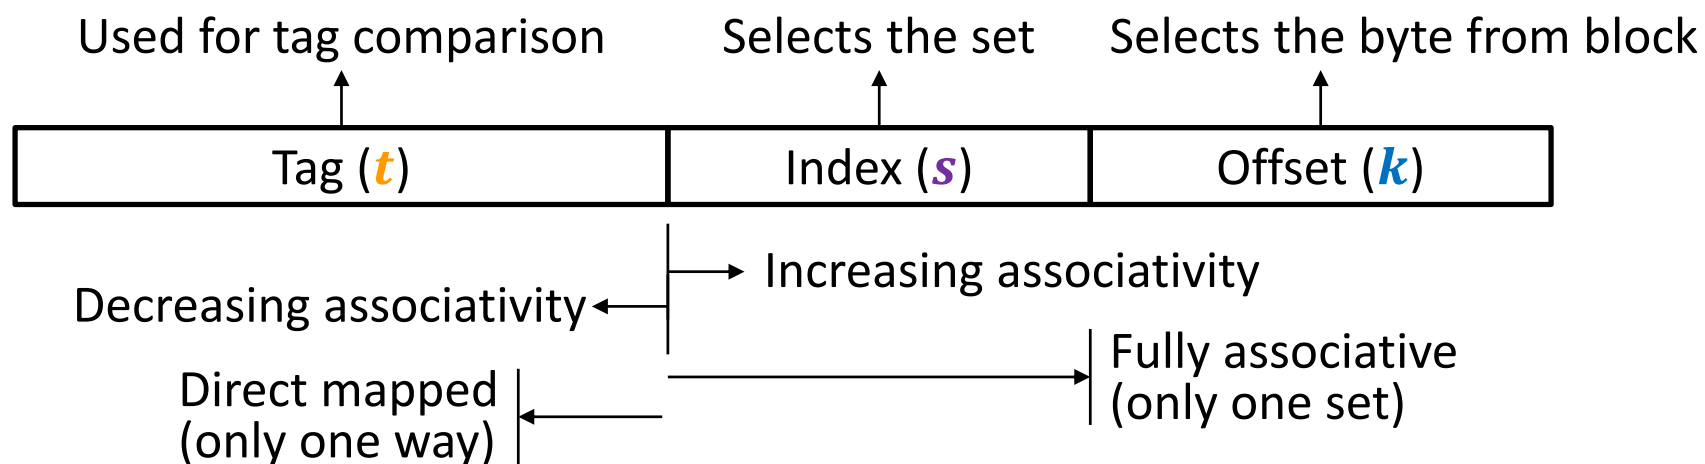 Used for tag comparison
Selects the set
Selects the byte from block
Tag (t)
Index (s)
Offset (k)
Increasing associativity
Decreasing associativity
Fully associative
(only one set)
Direct mapped
(only one way)